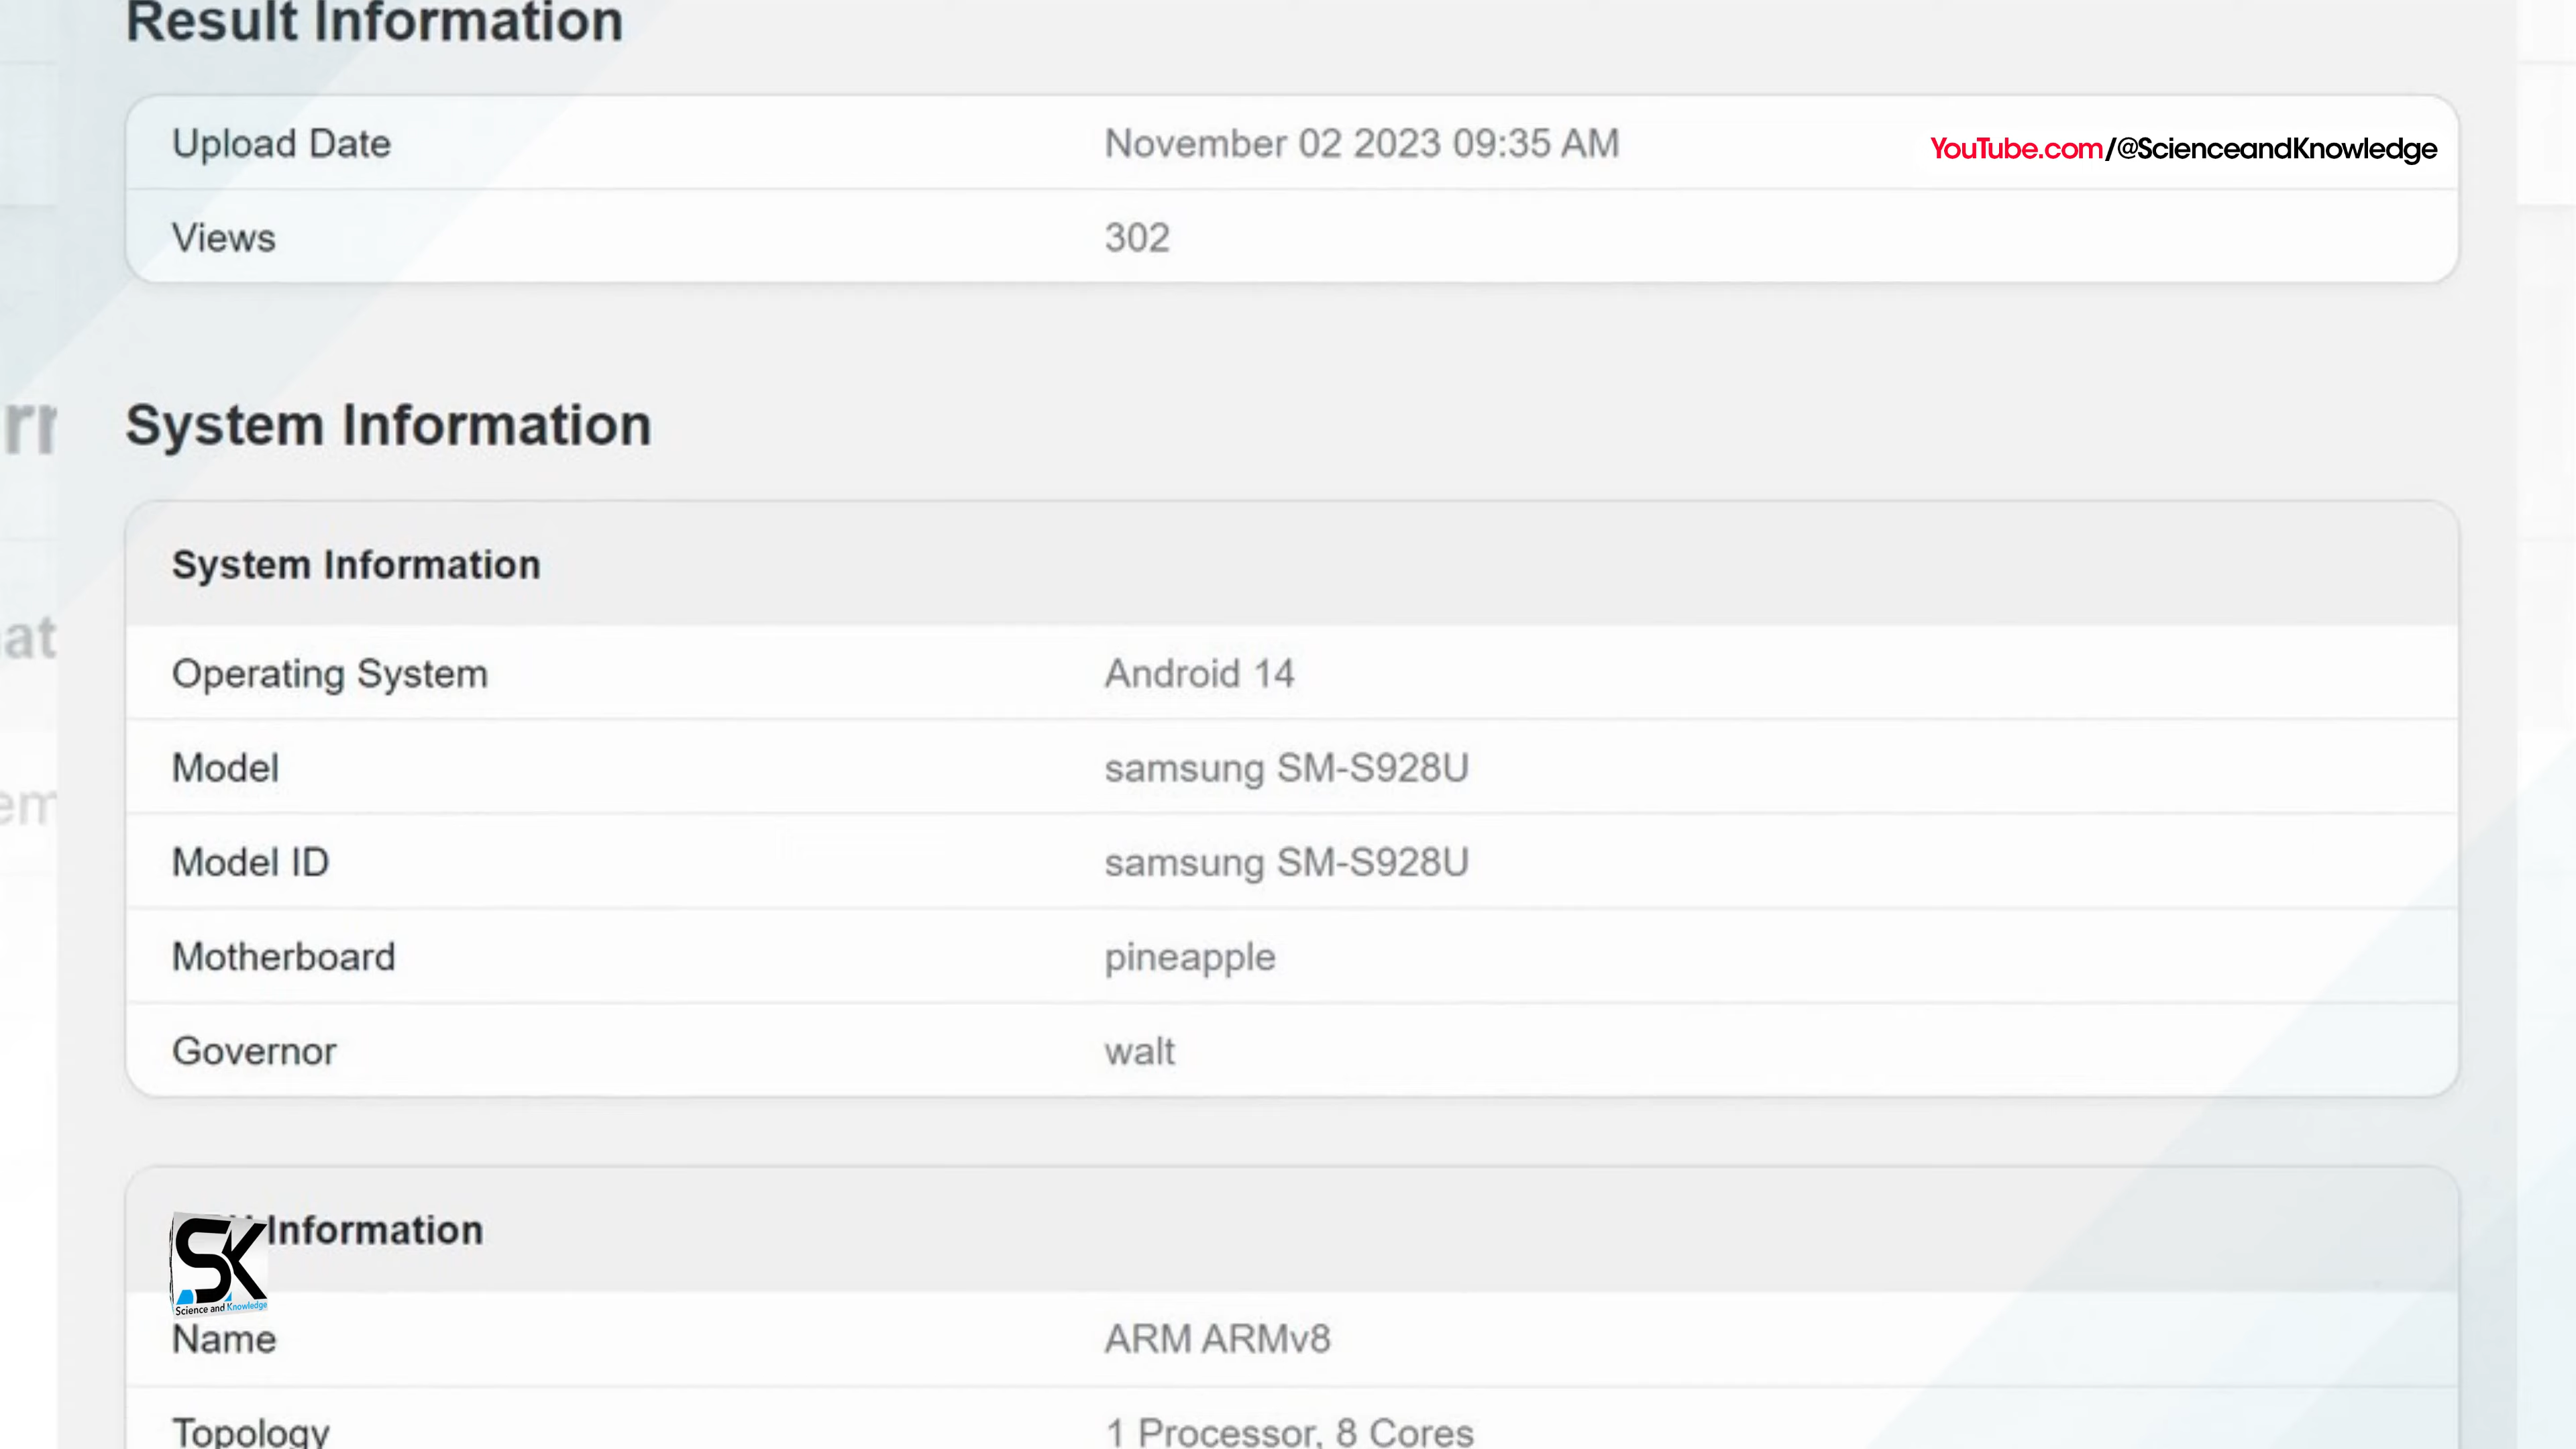 Result Information
Upload Date November 02 2023 09:35 AM
YouTube.com/@ScienceandKnowledge
Views 302
System Information
System Information
Operating System Android 14
Model samsung SM-S928U
Model ID samsung SM-S928U
Motherboard pineapple
Governor walt
Information
SK
Science and Knowledge
Name ARM ARMv8
Topology 1 Processor, 8 Cores